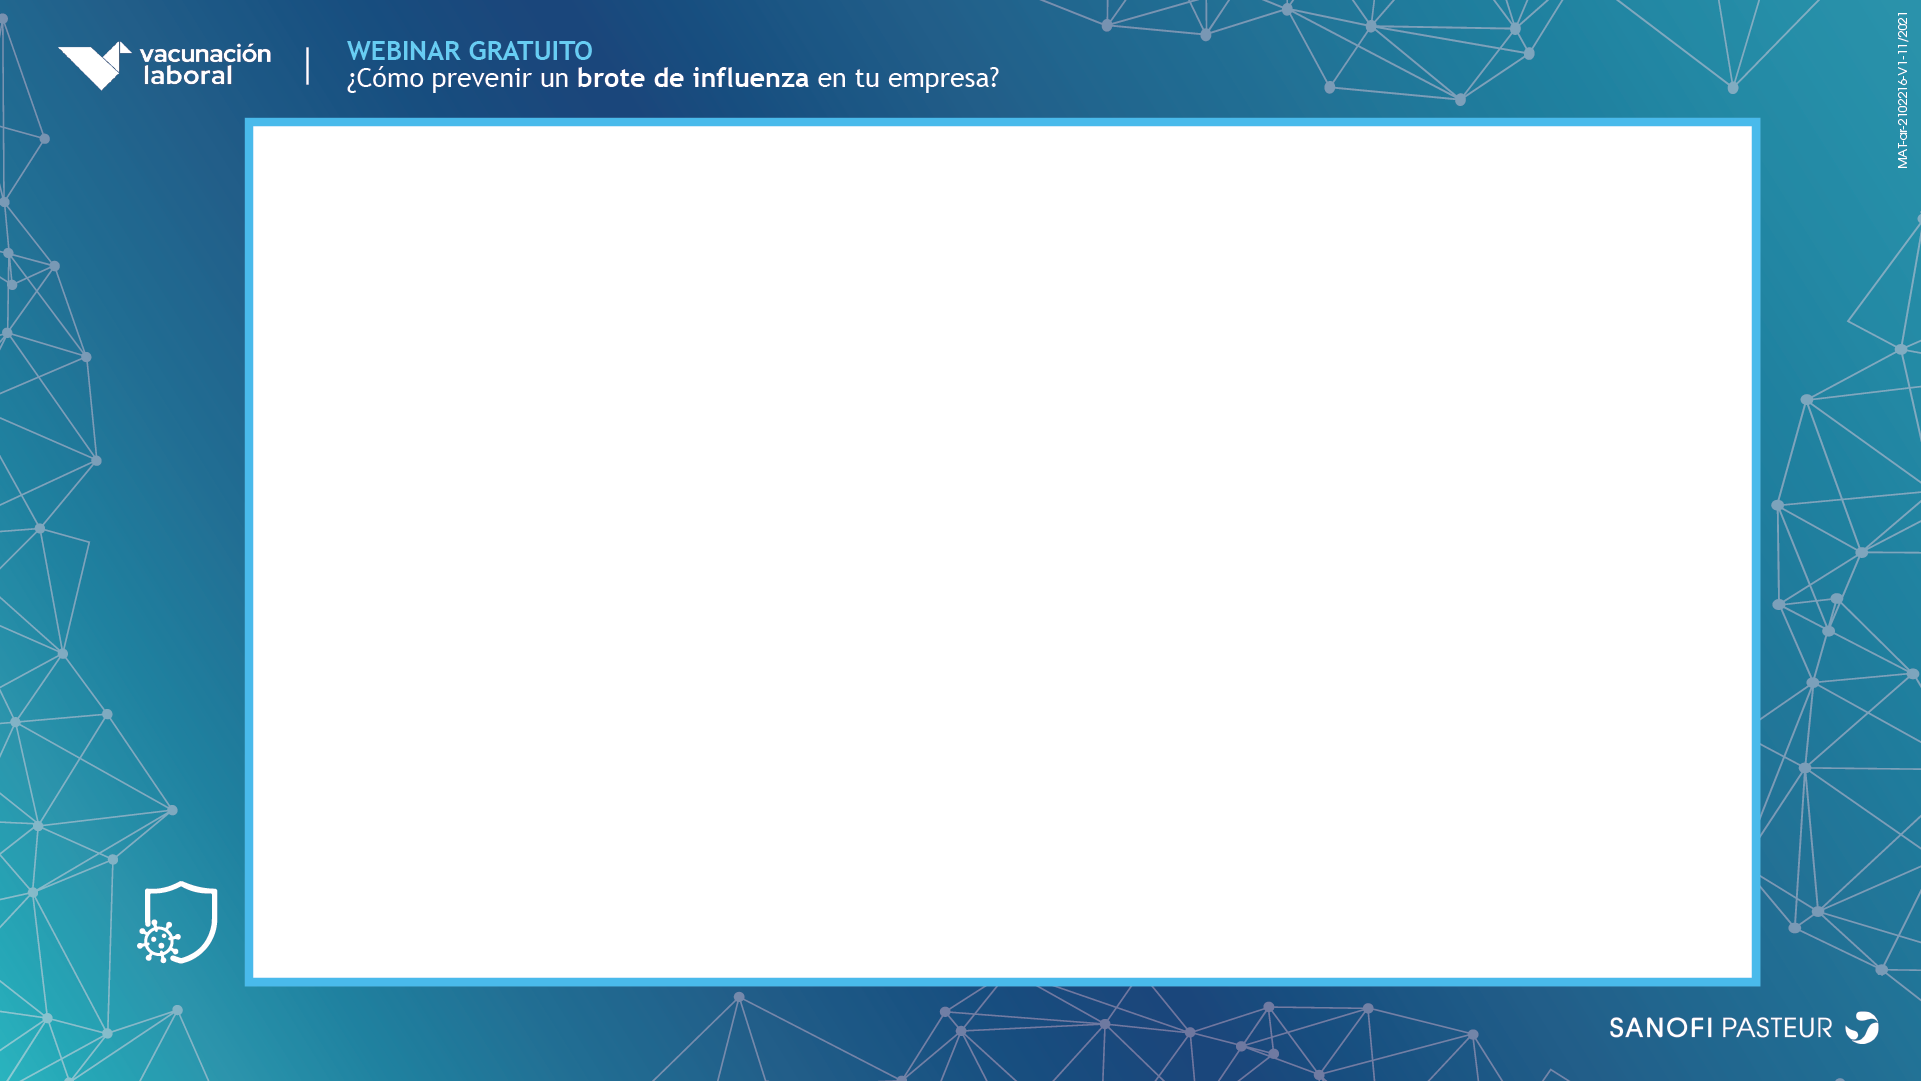 vacunación
laboral
WEBINAR GRATUITO
¿Cómo prevenir un brote de influenza en tu empresa?
MAT-ar-2102216-V1-11/2021
SANOFI PASTEUR